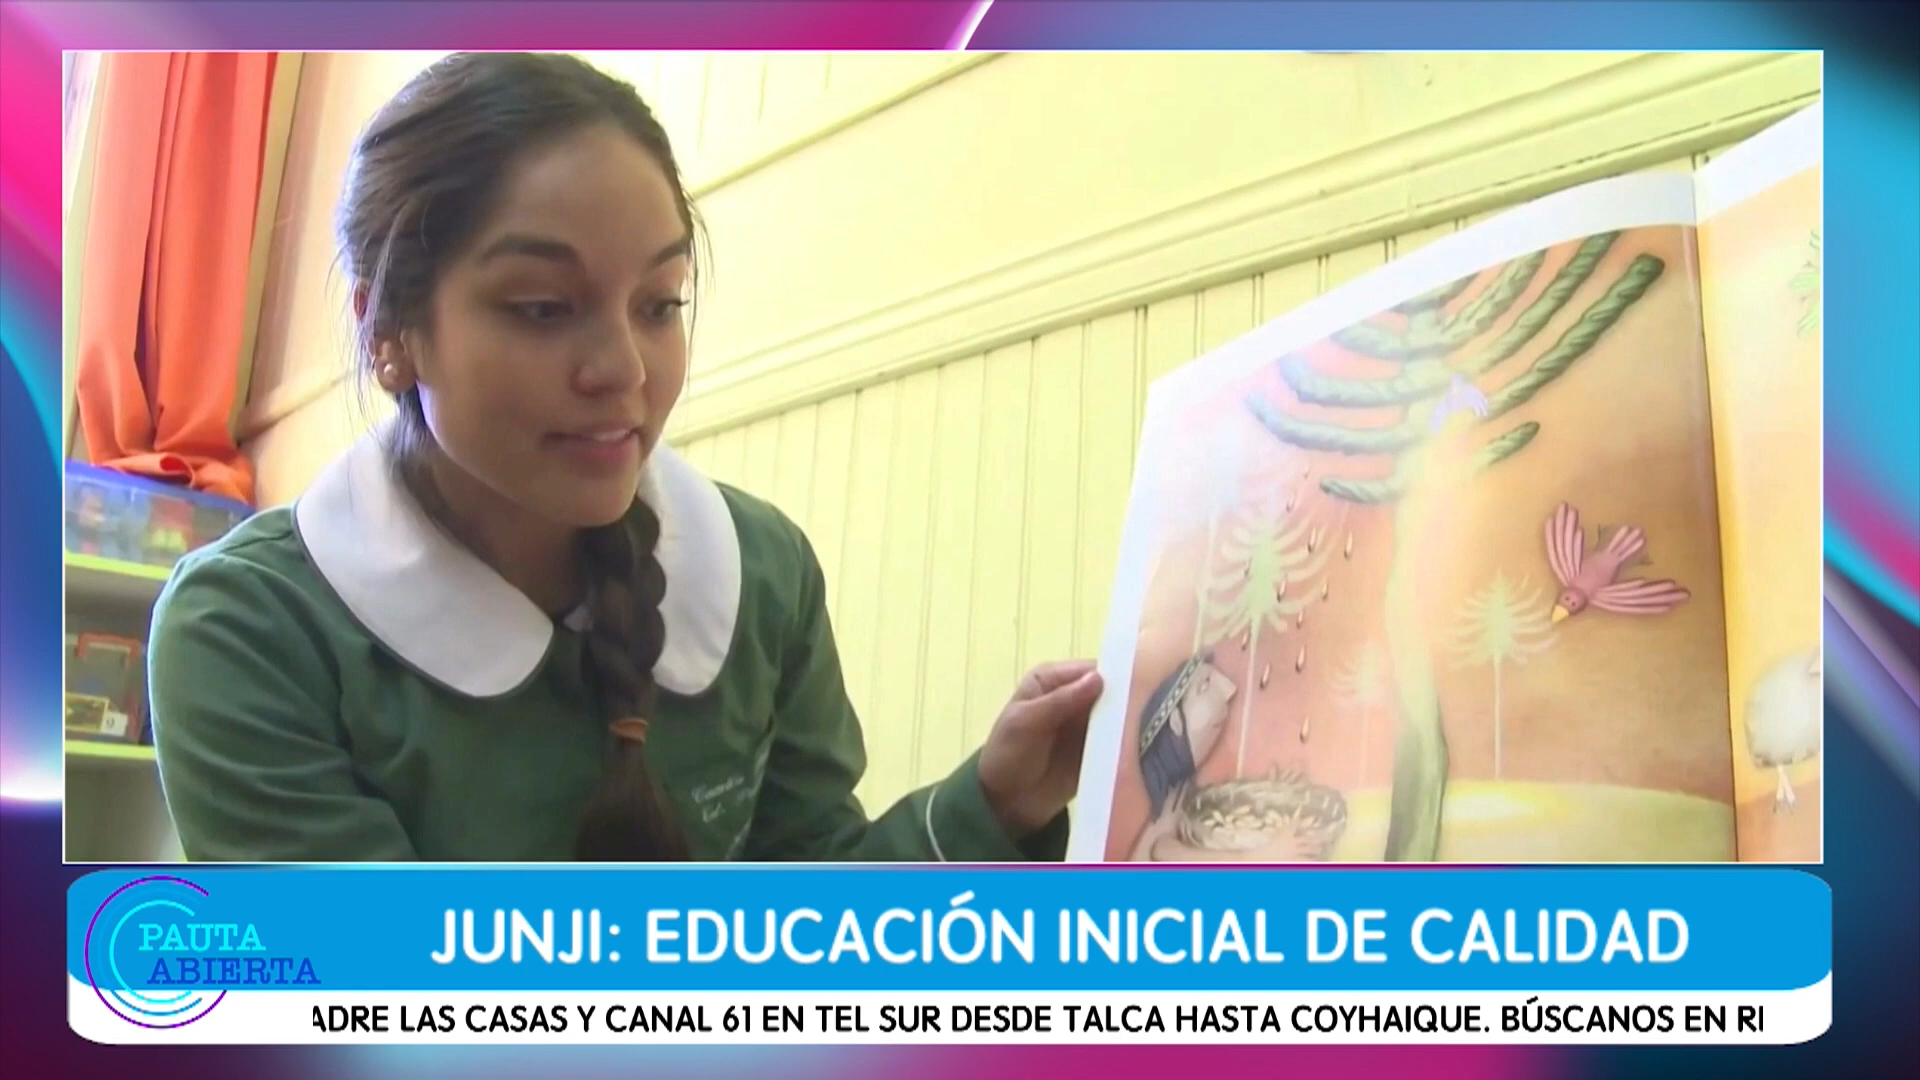 JUNJI: EDUCACIÓN INICIAL DE CALIDAD
PAUTA
ABIERTA
ADRE LAS CASAS Y CANAL 61 EN TEL SUR DESDE TALCA HASTA COYHAIQUE. BÚSCANOS EN